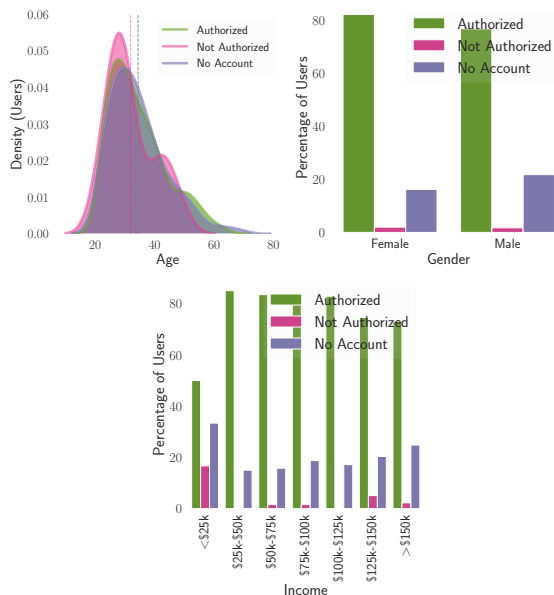 0.06
0.05
0.04
0.03
0.02
0.01
0.00
Density (Users)
20
40
60
80
Age
Authorized
Not Authorized
No Account
80
60
40
20
0
Percentage of Users
Female
Male
Gender
Authorized
Not Authorized
No Account
80
60
40
20
0
Percentage of Users
<$25k
$25k-$50k
$50k-$75k
$75k-$100k
$100k-$125k
$125k-$150k
>$150k
Income
Authorized
Not Authorized
No Account